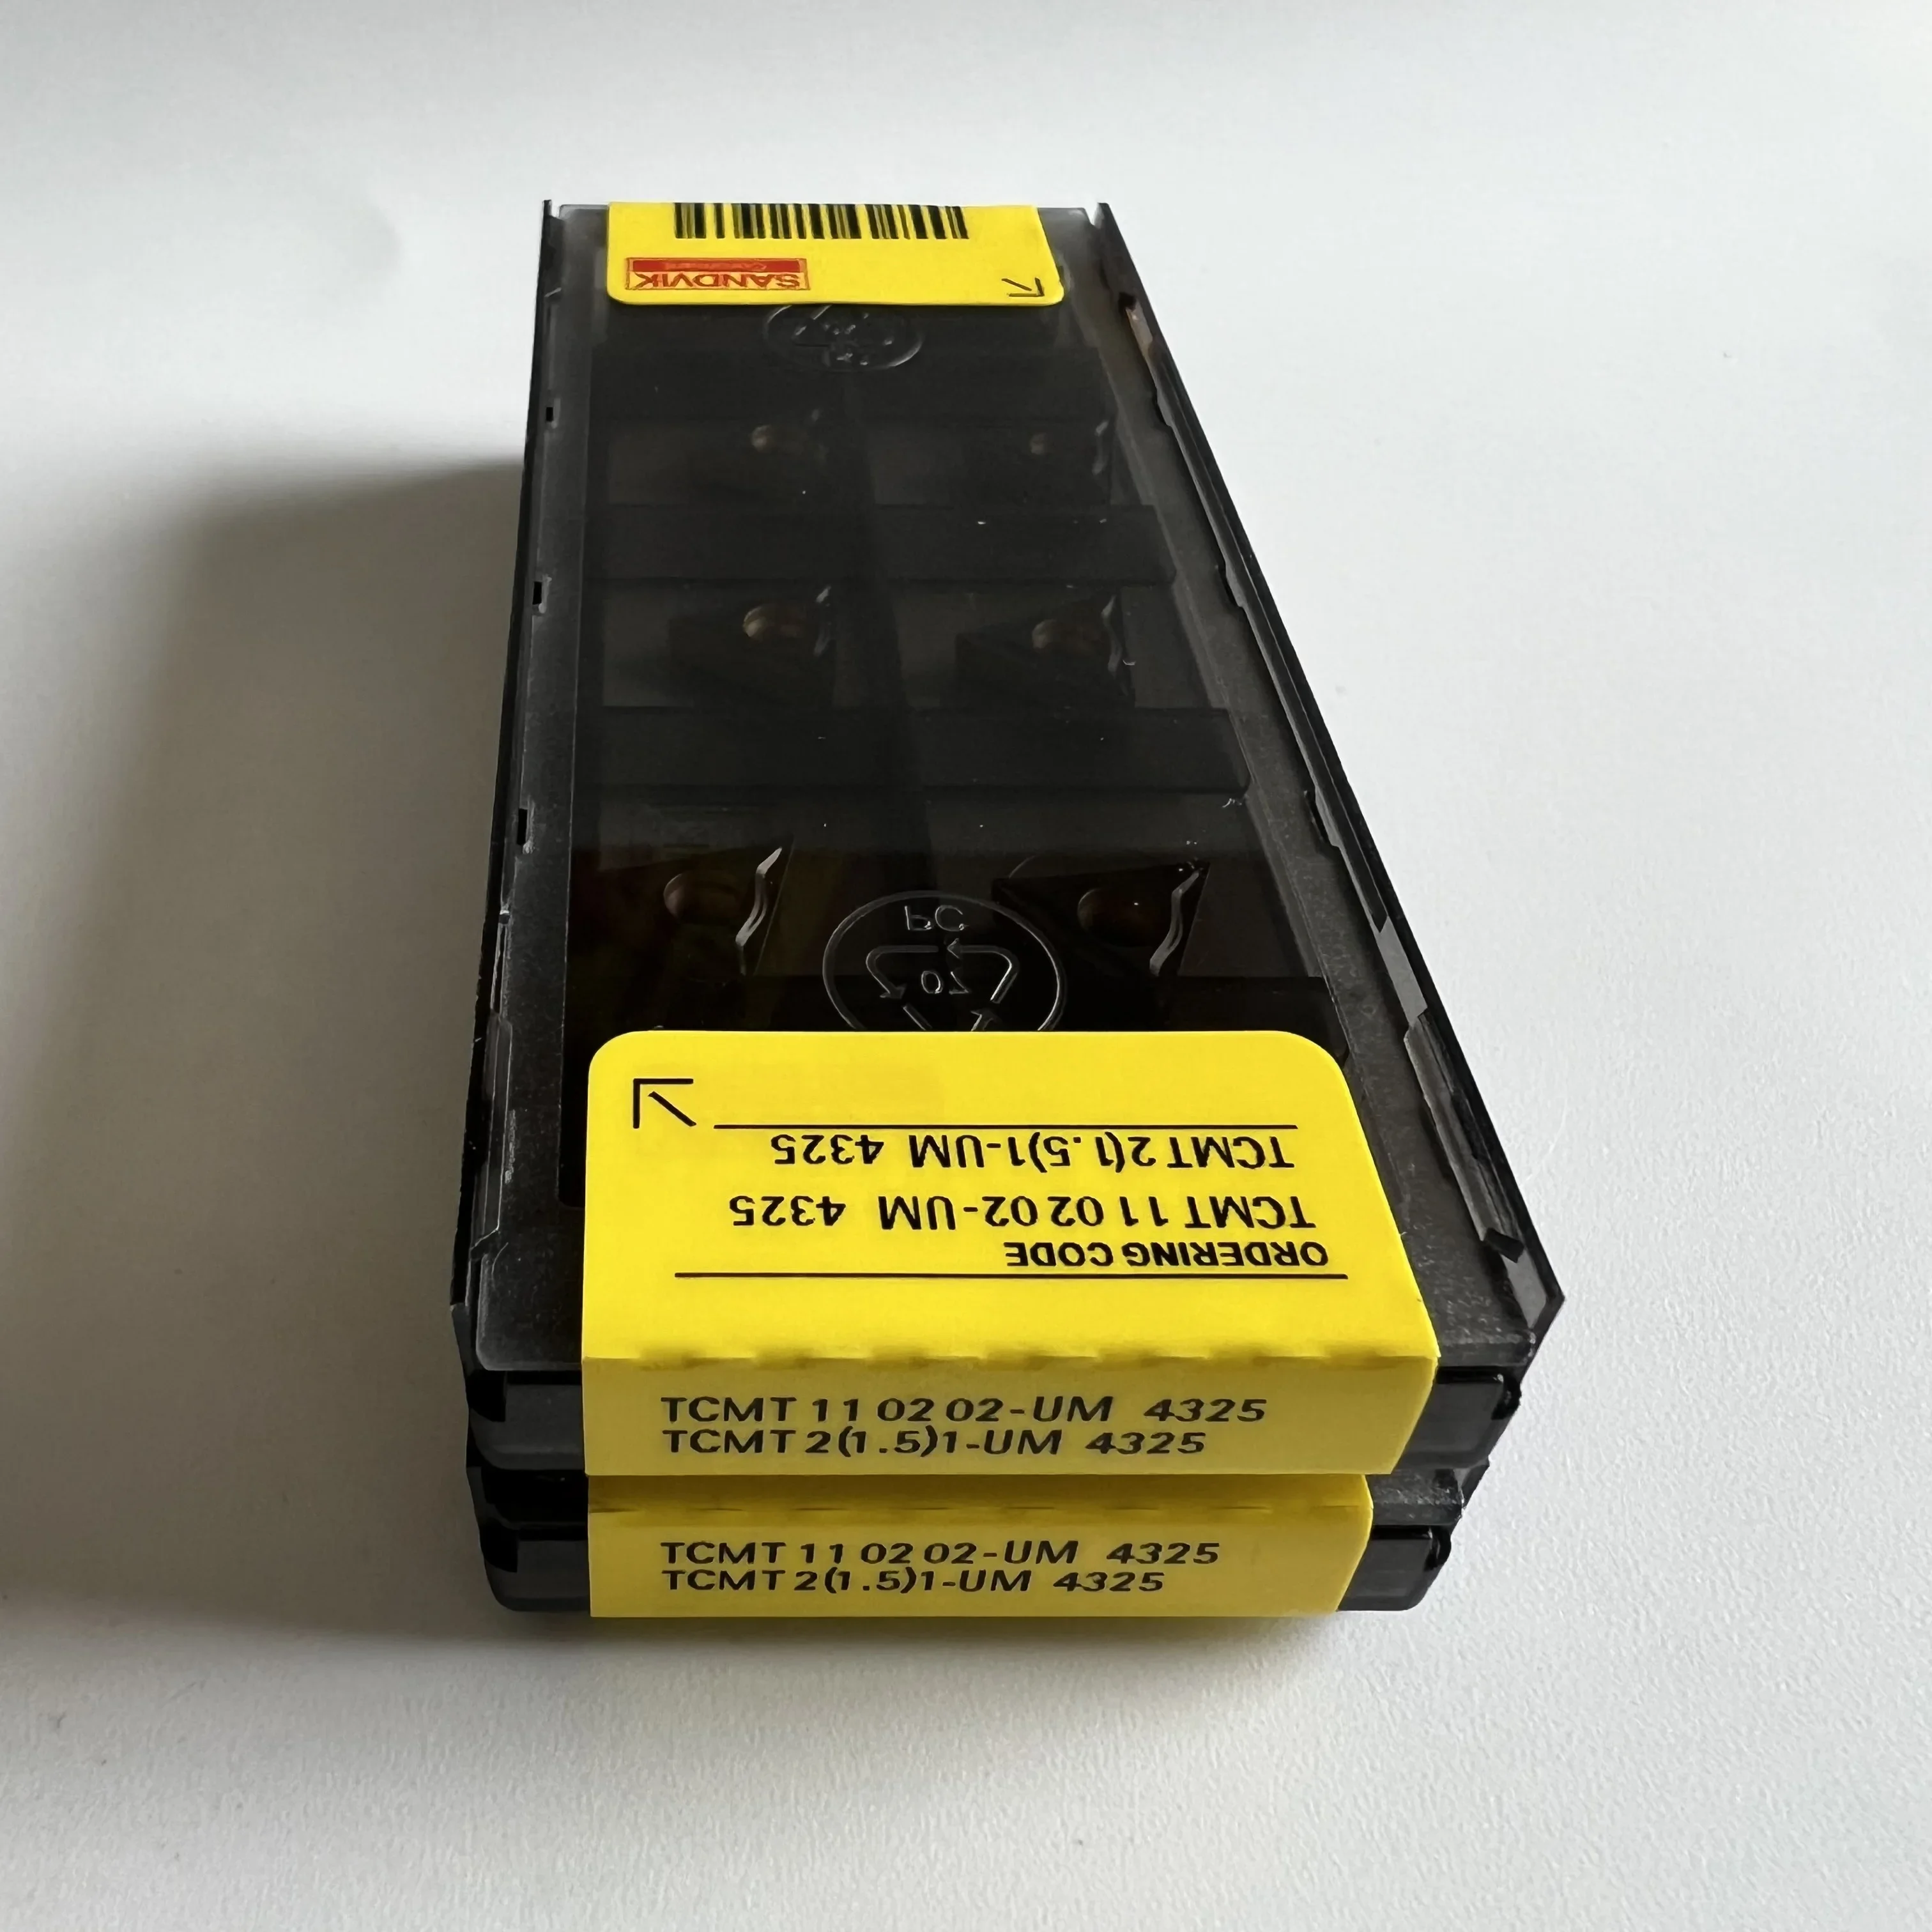 SANDVIK
PC
07
ORDERING CODE
TCMT 11 02 02-UM 4325
TCMT 2(1.5)1-UM 4325
TCMT 11 02 02-UM 4325
TCMT 2(1.5)1-UM 4325
TCMT 11 02 02-UM 4325
TCMT 2(1.5)1-UM 4325